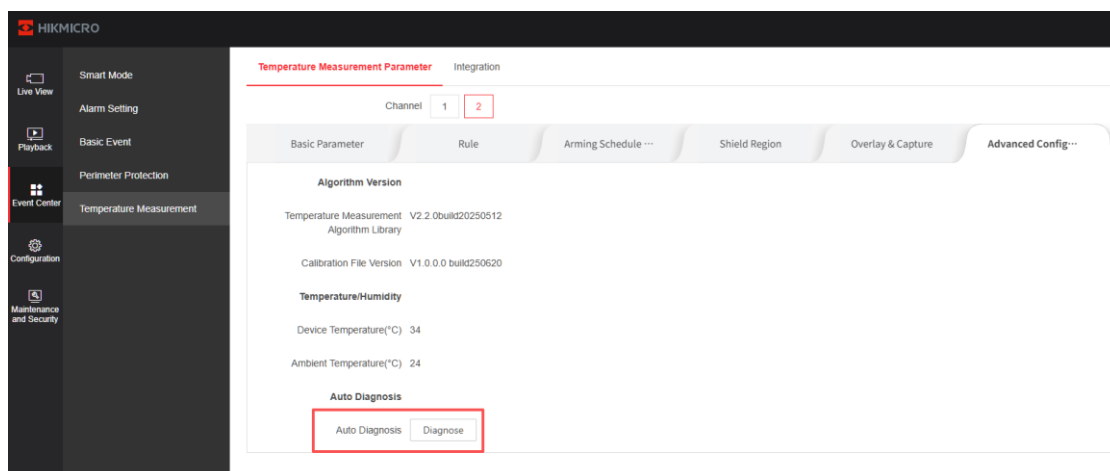 HIKMICRO
Live View
Playback
Event Center
Configuration
Maintenance
and Security
Smart Mode
Alarm Setting
Basic Event
Perimeter Protection
Temperature Measurement
Temperature Measurement Parameter Integration
Channel 1 2
Basic Parameter Rule Arming Schedule ··· Shield Region Overlay & Capture Advanced Config···
Algorithm Version
Temperature Measurement V2.2.0build20250512
Algorithm Library
Calibration File Version V1.0.0.0 build250620
Temperature/Humidity
Device Temperature(°C) 34
Ambient Temperature(°C) 24
Auto Diagnosis
Auto Diagnosis Diagnose